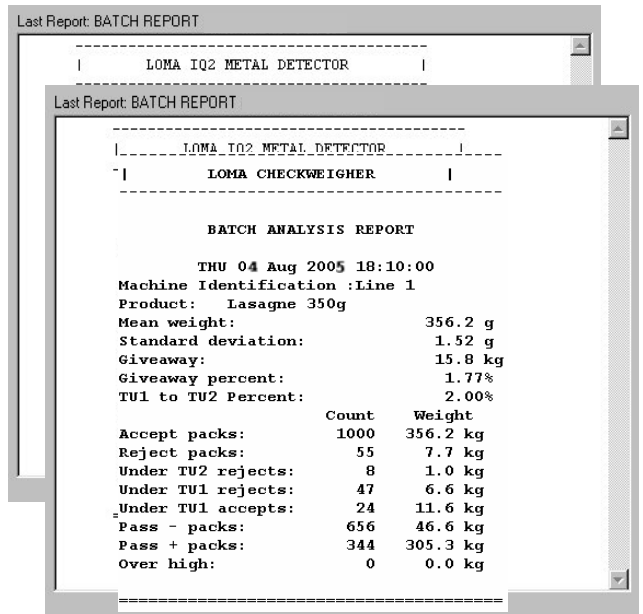 Last Report: BATCH REPORT
----------------------------------------
| LOMA IQ2 METAL DETECTOR |
----------------------------------------
Last Report: BATCH REPORT
----------------------------------------
| LOMA IQ2 METAL DETECTOR |
| LOMA CHECKWEIGHER |
--------------------------------------------
BATCH ANALYSIS REPORT
THU 04 Aug 2005 18:10:00
Machine Identification :Line 1
Product: Lasagne 350g
Mean weight: 356.2 g
Standard deviation: 1.52 g
Giveaway: 15.8 kg
Giveaway percent: 1.77%
TU1 to TU2 Percent: 2.00%
Count Weight
Accept packs: 1000 356.2 kg
Reject packs: 55 7.7 kg
Under TU2 rejects: 8 1.0 kg
Under TU1 rejects: 47 6.6 kg
Under TU1 accepts: 24 11.6 kg
Pass - packs: 656 46.6 kg
Pass + packs: 344 305.3 kg
Over high: 0 0.0 kg
============================================